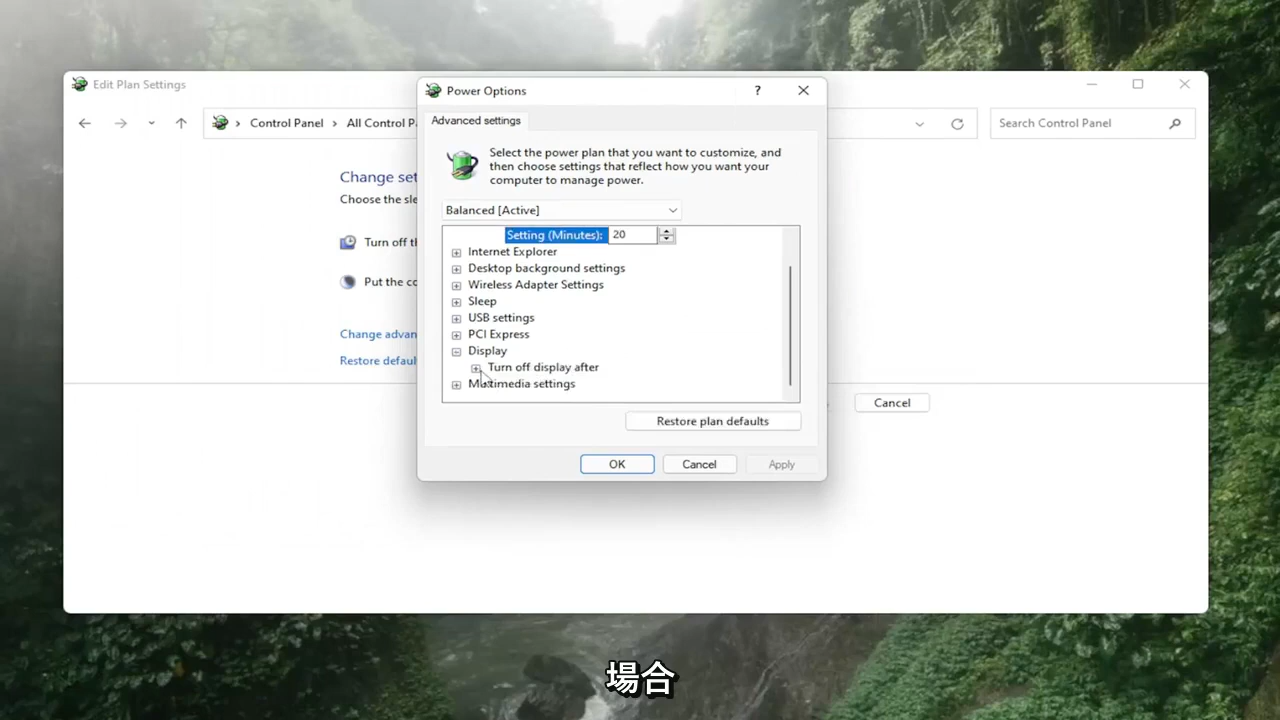 Edit Plan Settings
Power Options
Control Panel
All Control P
Search Control Panel
Advanced settings
Select the power plan that you want to customize, and
then choose settings that reflect how you want your
computer to manage power.
Change set
Choose the sle
Balanced [Active]
Turn off th
Setting (Minutes): 20
Internet Explorer
Desktop background settings
Put the co
Wireless Adapter Settings
Sleep
USB settings
Change advan
PCI Express
Display
Restore defaul
Turn off display after
Multimedia settings
Cancel
Restore plan defaults
OK
Cancel
Apply
場合